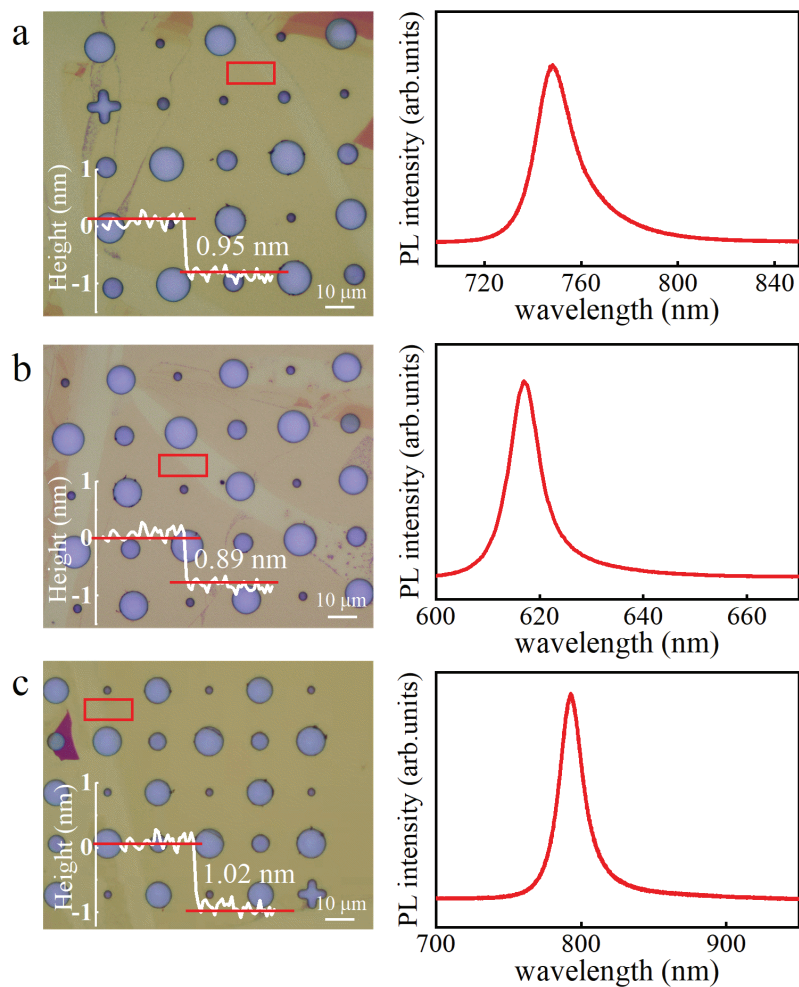 a
Height (nm)
1
0
-1
0.95 nm
10 μm
PL intensity (arb.units)
720 760 800 840
wavelength (nm)
b
Height (nm)
1
0
-1
0.89 nm
10 μm
PL intensity (arb.units)
600 620 640 660
wavelength (nm)
c
Height (nm)
1
0
-1
1.02 nm
10 μm
PL intensity (arb.units)
700 800 900
wavelength (nm)